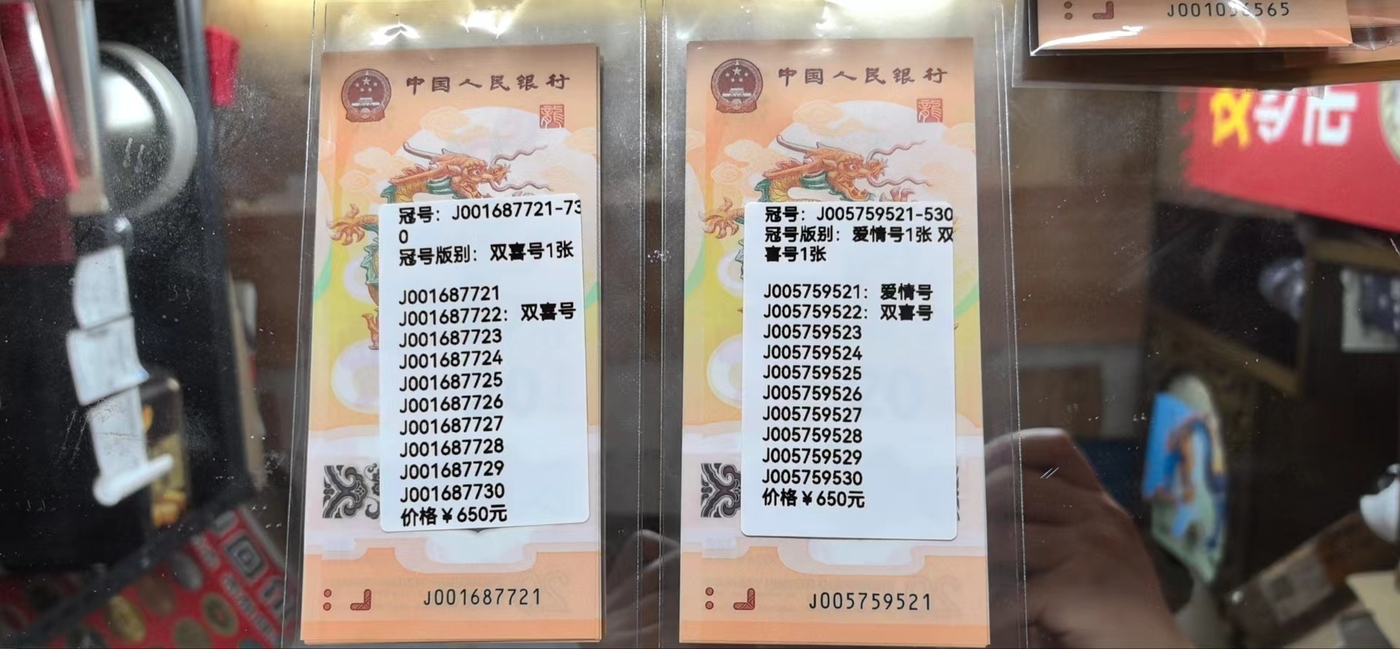 中国人民银行
龍
冠号：J001687721-73
0
冠号版别：双喜号1张
J001687721
J001687722：双喜号
J001687723
J001687724
J001687725
J001687726
J001687727
J001687728
J001687729
J001687730
价格￥650元
J001687721
中国人民银行
龍
冠号：J005759521-530
冠号版别：爱情号1张 双
喜号1张
J005759521：爱情号
J005759522：双喜号
J005759523
J005759524
J005759525
J005759526
J005759527
J005759528
J005759529
J005759530
价格￥650元
J005759521